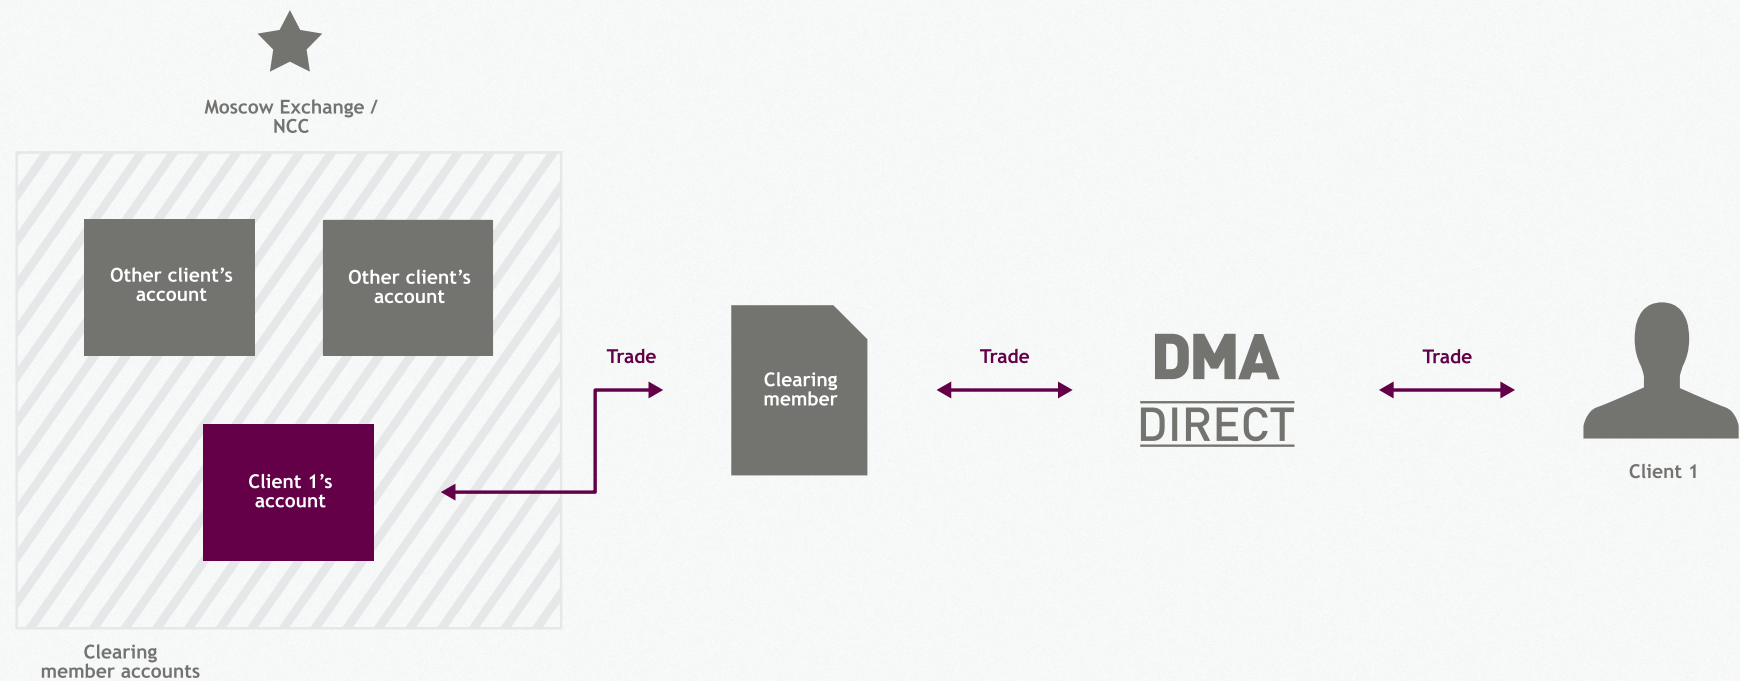 Moscow Exchange /
NCC
Other client’s
account
Other client’s
account
Client 1’s
account
Clearing
member accounts
Trade
Clearing
member
Trade
DMA
DIRECT
Trade
Client 1